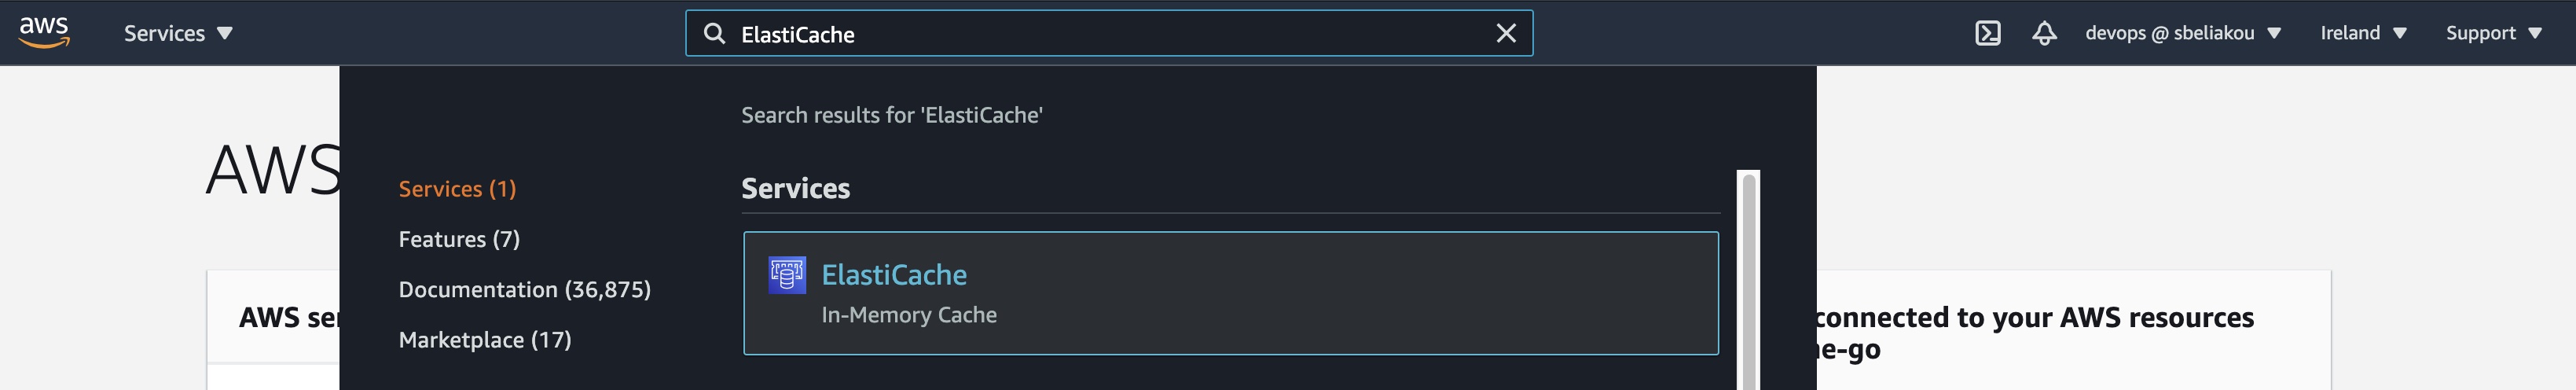 aws
Services
ElastiCache
devops @ sbeliakou
Ireland
Support
Search results for 'ElastiCache'
AWS
Services (1)
Features (7)
Documentation (36,875)
Marketplace (17)
Services
ElastiCache
In-Memory Cache
AWS
connected to your AWS resources
e-go